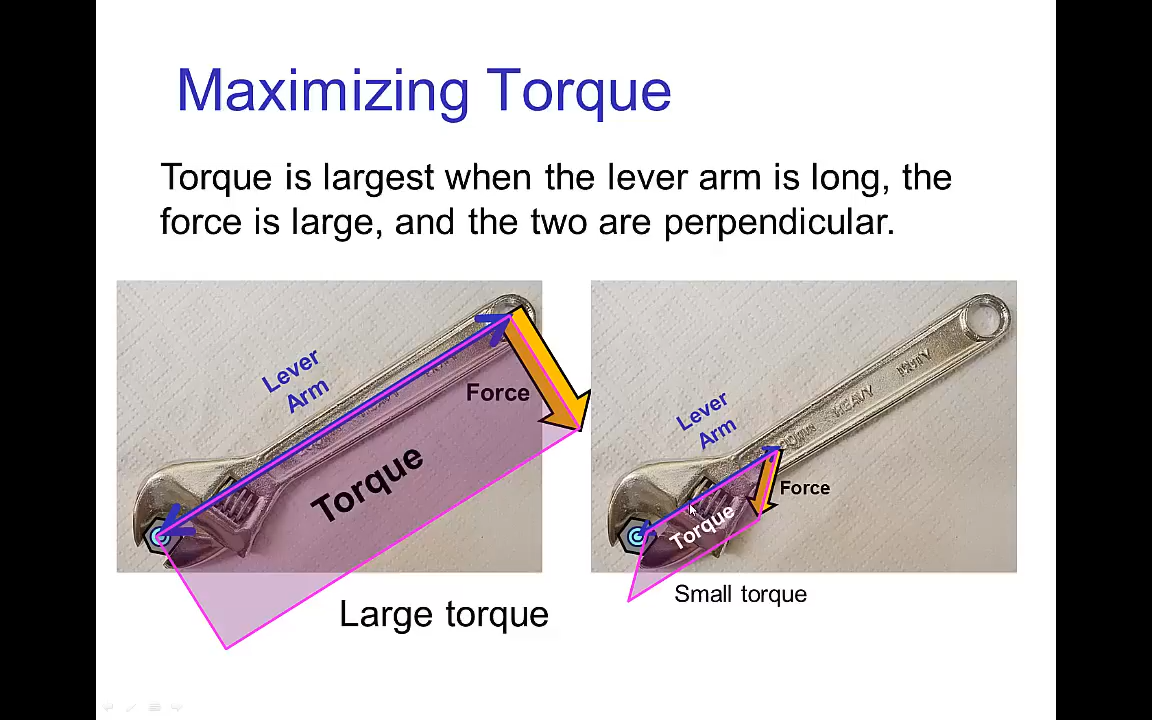 Maximizing Torque
Torque is largest when the lever arm is long, the
force is large, and the two are perpendicular.
Lever
Arm
Force
Torque
Large torque
HEAVY
Lever
Arm
Force
Torque
Small torque